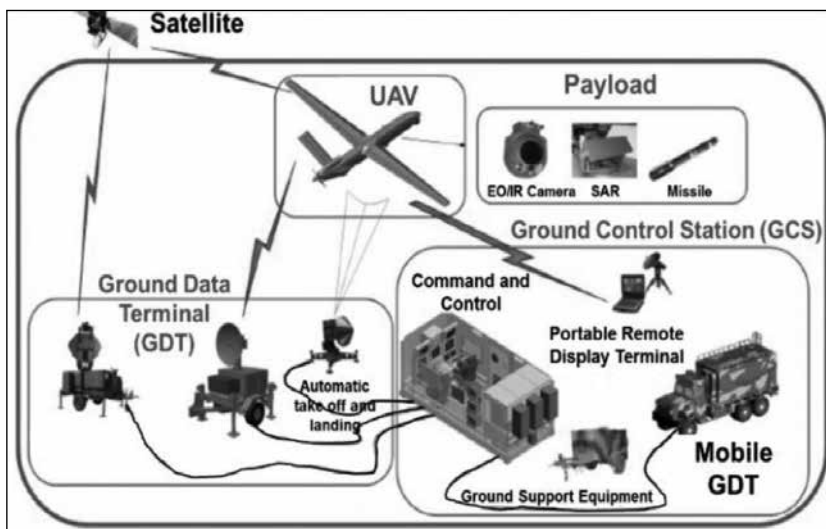 Satellite
UAV
Payload
EO/IR Camera
SAR
Missile
Ground Control Station (GCS)
Ground Data
Terminal
(GDT)
Command and
Control
Portable Remote
Display Terminal
Automatic
take off and
landing
Mobile
GDT
Ground Support Equipment